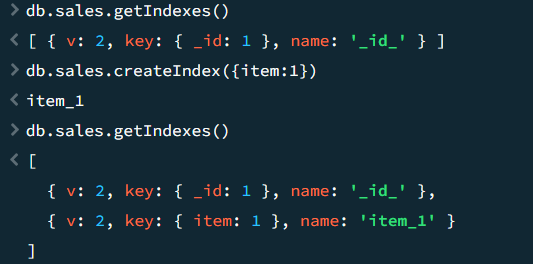 > db.sales.getIndexes()
< [ { v: 2, key: { _id: 1 }, name: '_id_' } ]
> db.sales.createIndex({item:1})
< item_1
> db.sales.getIndexes()
< [
    { v: 2, key: { _id: 1 }, name: '_id_' },
    { v: 2, key: { item: 1 }, name: 'item_1' }
  ]